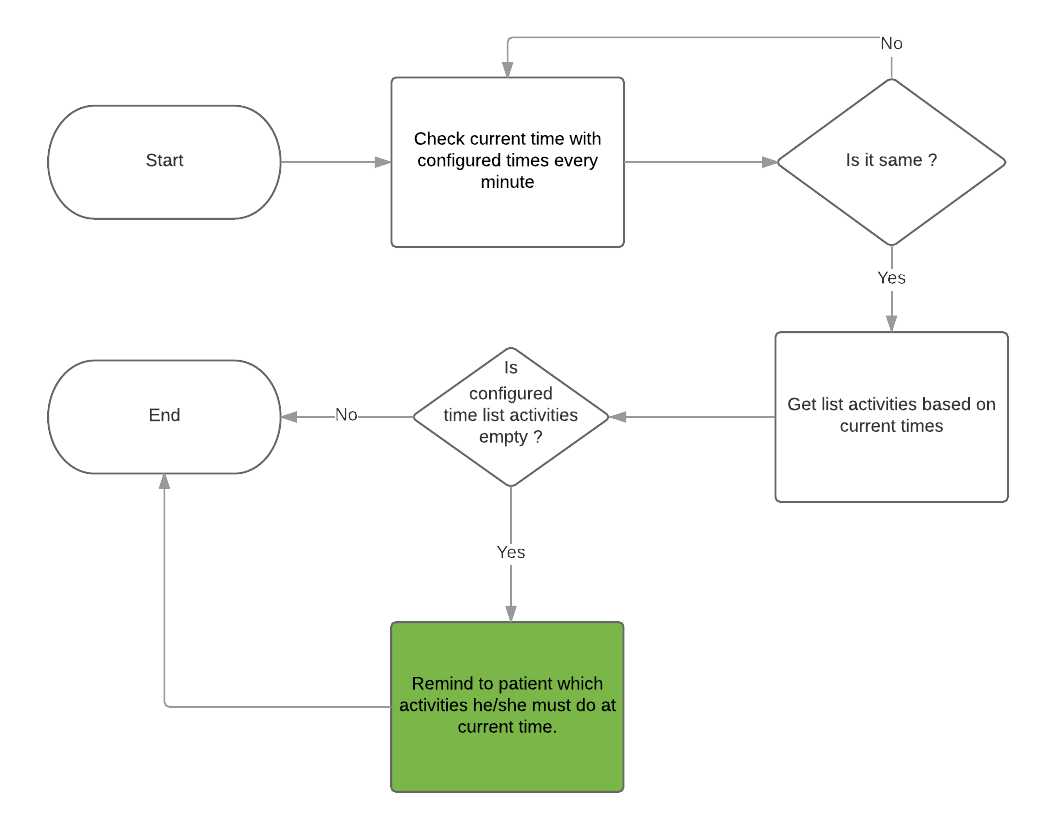 No
Start
Check current time with
configured times every
minute
Is it same ?
Yes
Get list activities based on
current times
Is
configured
time list activities
empty ?
No
End
Yes
Remind to patient which
activities he/she must do at
current time.